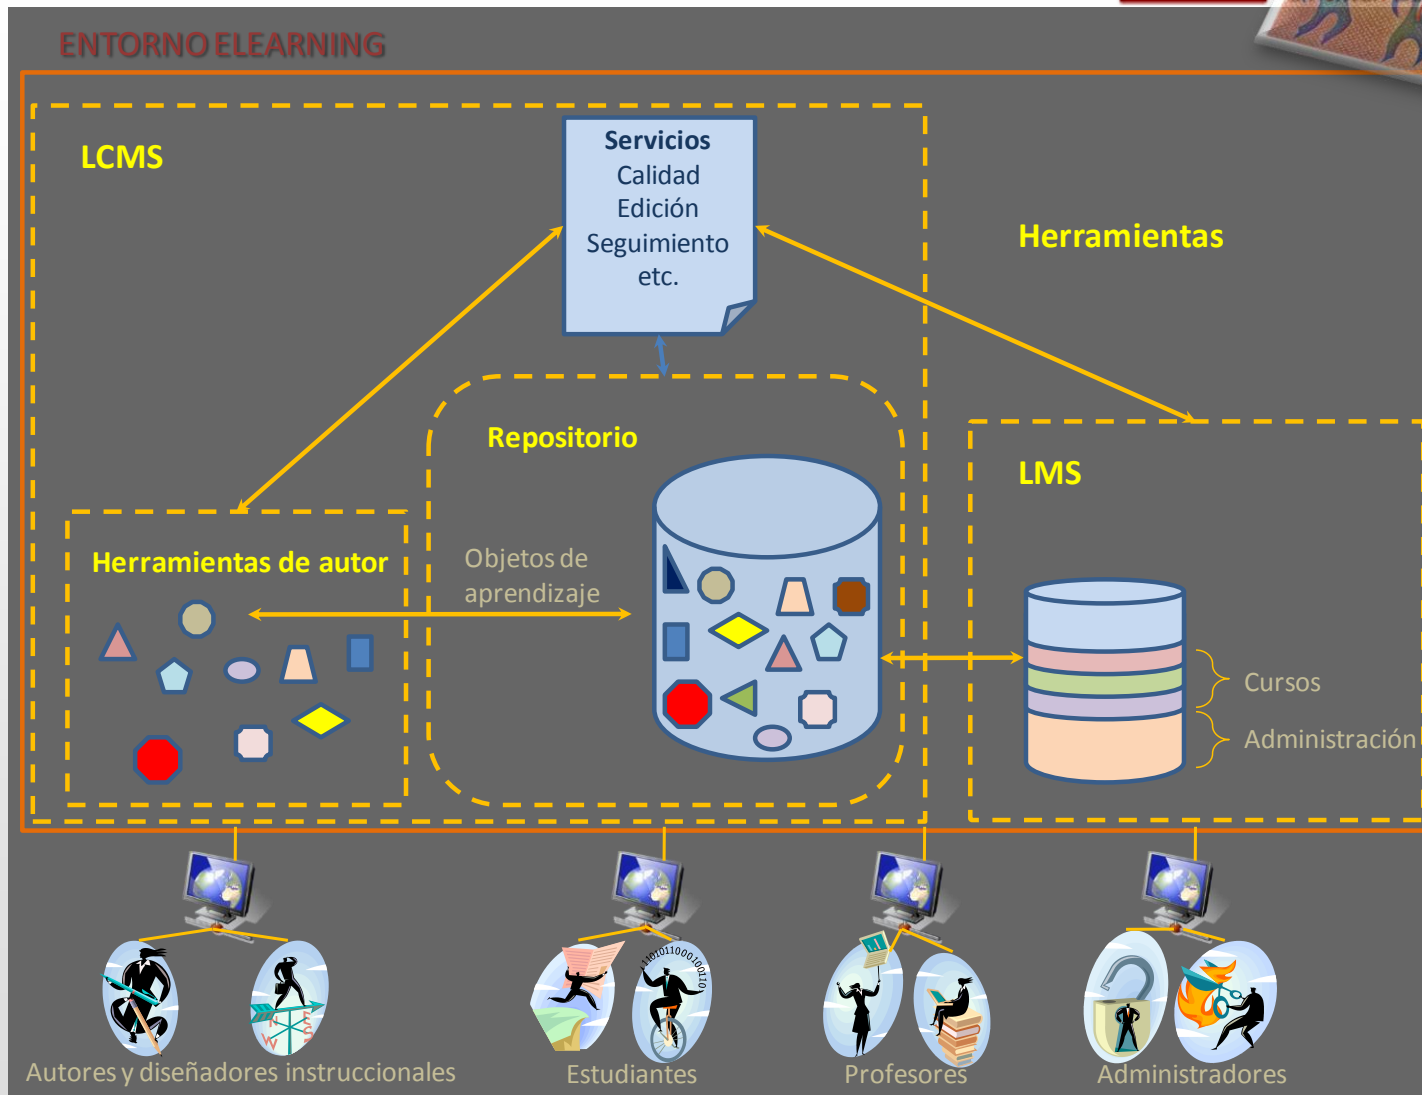 ENTORNO ELEARNING
LCMS
Servicios
Calidad
Edición
Seguimiento
etc.
Herramientas
Repositorio
LMS
Herramientas de autor
Objetos de
aprendizaje
Cursos
Administración
1101011000100110
Autores y diseñadores instruccionales
Estudiantes
Profesores
Administradores